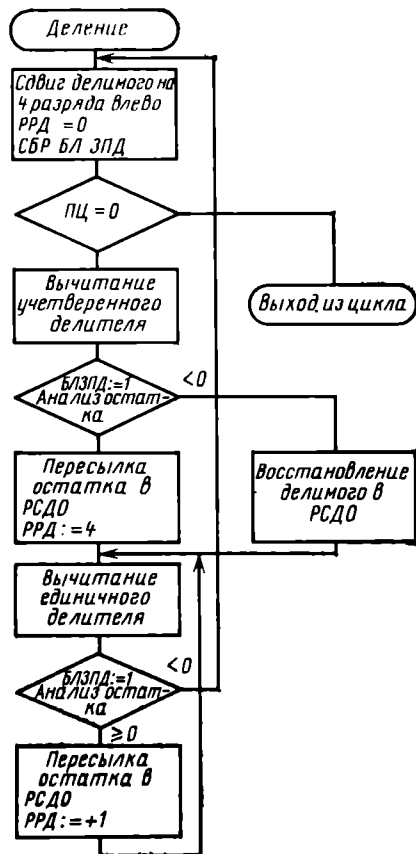 Деление
Сдвиг делимого на
4 разряда влево
РРД =0
СБР БЛ ЗПД
ПЦ = 0
Выход из цикла
Вычитание
учетверенного
делителя
БЛЗПД:=1
Анализ остат-
ка
<0
Пересылка
остатка в
РСДО
РРД:=4
Восстановление
делимого в
РСДО
Вычитание
единичного
делителя
БЛЗПД:=1
Анализ остат-
ка
<0
≥0
Пересылка
остатка в
РСДО
РРД:=+1